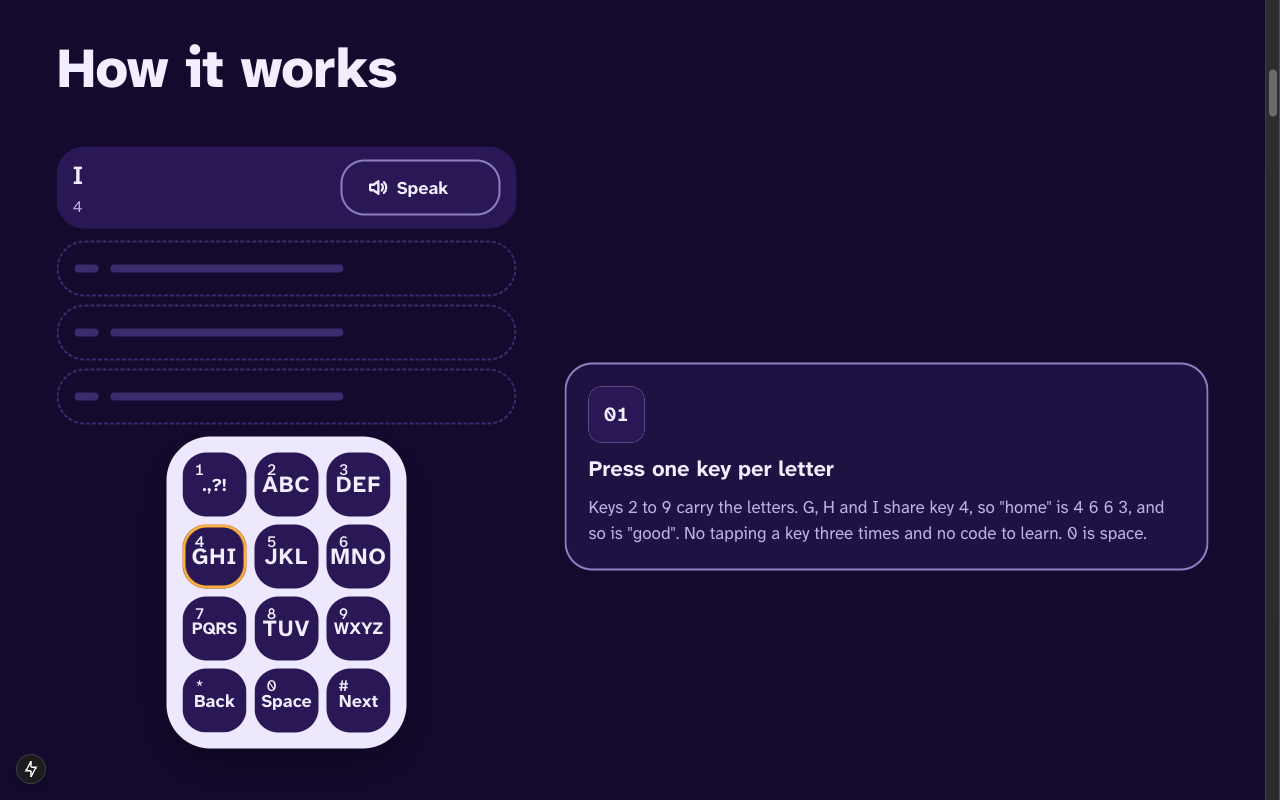 How it works
I
4
Speak
01
Press one key per letter
Keys 2 to 9 carry the letters. G, H and I share key 4, so "home" is 4 6 6 3, and
so is "good". No tapping a key three times and no code to learn. 0 is space.
1 .,?!
2 ABC
3 DEF
4 GHI
5 JKL
6 MNO
7 PQRS
8 TUV
9 WXYZ
* Back
0 Space
# Next